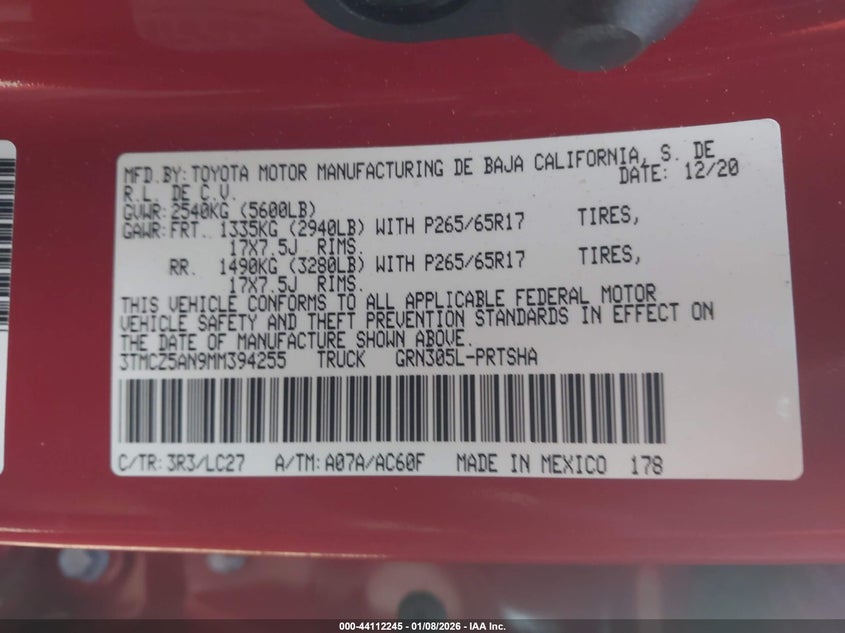 MFD.BY: TOYOTA MOTOR MANUFACTURING DE BAJA CALIFORNIA, S. DE
R.L. DE C.V. DATE: 12/20
GVWR: 2540KG (5600LB)
GAWR: FRT. 1335KG (2940LB) WITH P265/65R17 TIRES,
17X7.5J RIMS.
RR. 1490KG (3280LB) WITH P265/65R17 TIRES,
17X7.5J RIMS.
THIS VEHICLE CONFORMS TO ALL APPLICABLE FEDERAL MOTOR
VEHICLE SAFETY AND THEFT PREVENTION STANDARDS IN EFFECT ON
THE DATE OF MANUFACTURE SHOWN ABOVE.
3TMCZ5AN9MM394255 TRUCK GRN305L-PRTSHA
C/TR: 3R3/LC27 A/TM: A07A/AC60F MADE IN MEXICO 178
000-44112245 - 01/08/2026 - IAA Inc.